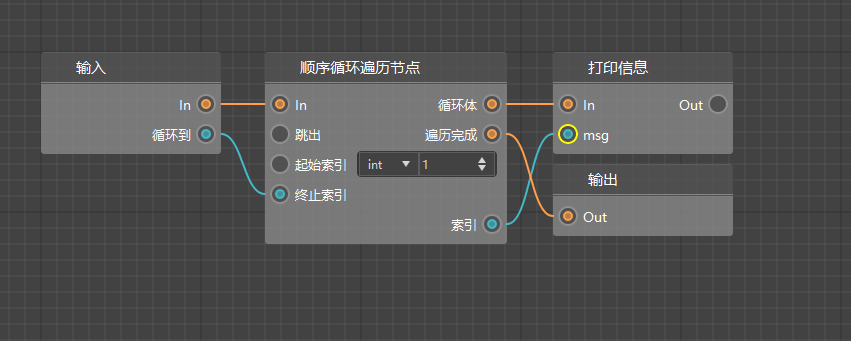 输入
In
循环到
顺序循环遍历节点
In
循环体
跳出
遍历完成
起始索引
int
1
终止索引
索引
打印信息
In
Out
msg
输出
Out